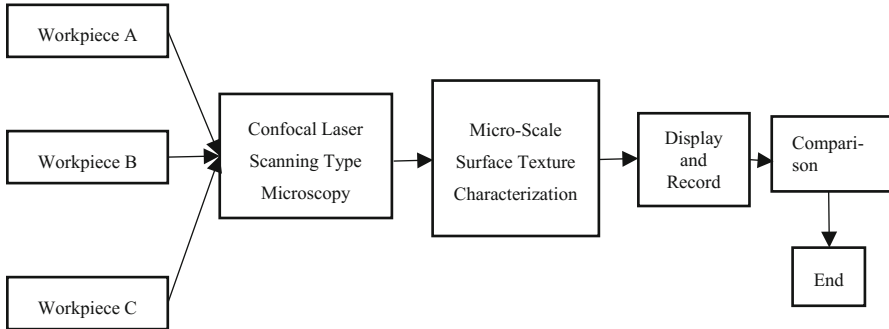 Workpiece A
Workpiece B
Workpiece C
Confocal Laser
Scanning Type
Microscopy
Micro-Scale
Surface Texture
Characterization
Display
and
Record
Compari-
son
End